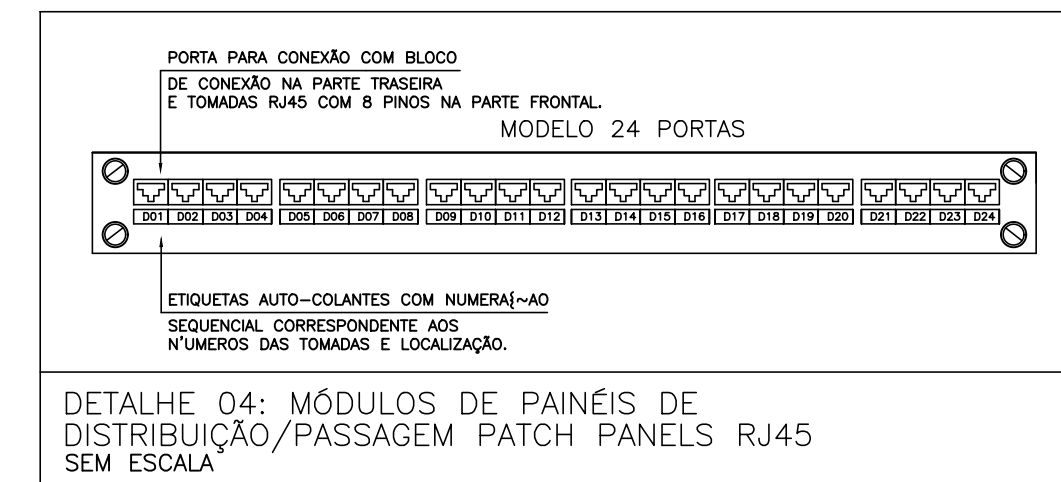 PORTA PARA CONEXÃO COM BLOCO
DE CONEXÃO NA PARTE TRASEIRA
E TOMADAS RJ45 COM 8 PINOS NA PARTE FRONTAL.
MODELO 24 PORTAS
D01 D02 D03 D04 D05 D06 D07 D08 D09 D10 D11 D12 D13 D14 D15 D16 D17 D18 D19 D20 D21 D22 D23 D24
ETIQUETAS AUTO-COLANTES COM NUMERA{~AO
SEQUENCIAL CORRESPONDENTE AOS
N'UMEROS DAS TOMADAS E LOCALIZAÇÃO.
DETALHE 04: MÓDULOS DE PAINÉIS DE
DISTRIBUIÇÃO/PASSAGEM PATCH PANELS RJ45
SEM ESCALA